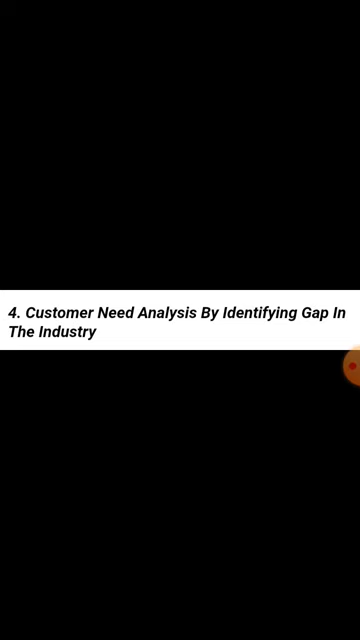 4. Customer Need Analysis By Identifying Gap In
The Industry